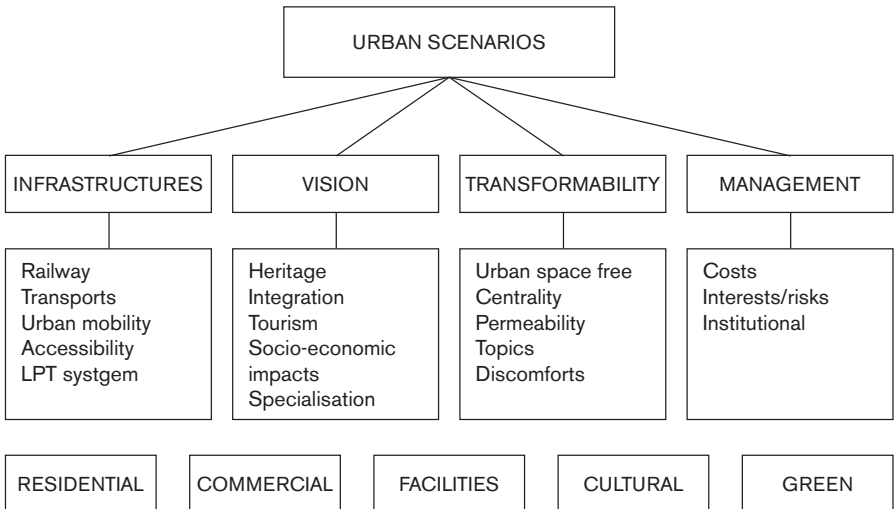 URBAN SCENARIOS
INFRASTRUCTURES
VISION
TRANSFORMABILITY
MANAGEMENT
Railway
Transports
Urban mobility
Accessibility
LPT systgem
Heritage
Integration
Tourism
Socio-economic
impacts
Specialisation
Urban space free
Centrality
Permeability
Topics
Discomforts
Costs
Interests/risks
Institutional
RESIDENTIAL
COMMERCIAL
FACILITIES
CULTURAL
GREEN